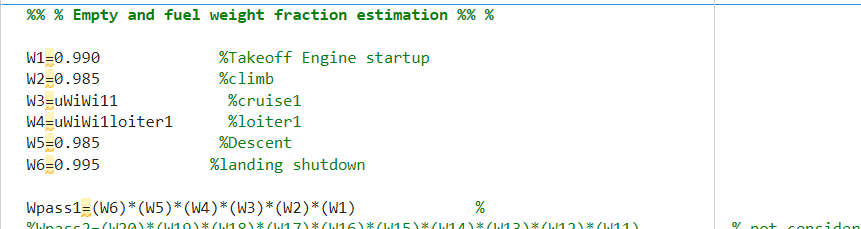 %% % Empty and fuel weight fraction estimation %% %
W1=0.990 %Takeoff Engine startup
W2=0.985 %climb
W3=uWiWi11 %cruise1
W4=uWiWi1loiter1 %loiter1
W5=0.985 %Descent
W6=0.995 %landing shutdown
Wpass1=(W6)*(W5)*(W4)*(W3)*(W2)*(W1) %
%Wpass2=(W20)*(W19)*(W18)*(W17)*(W16)*(W15)*(W14)*(W13)*(W12)*(W11) % not consider